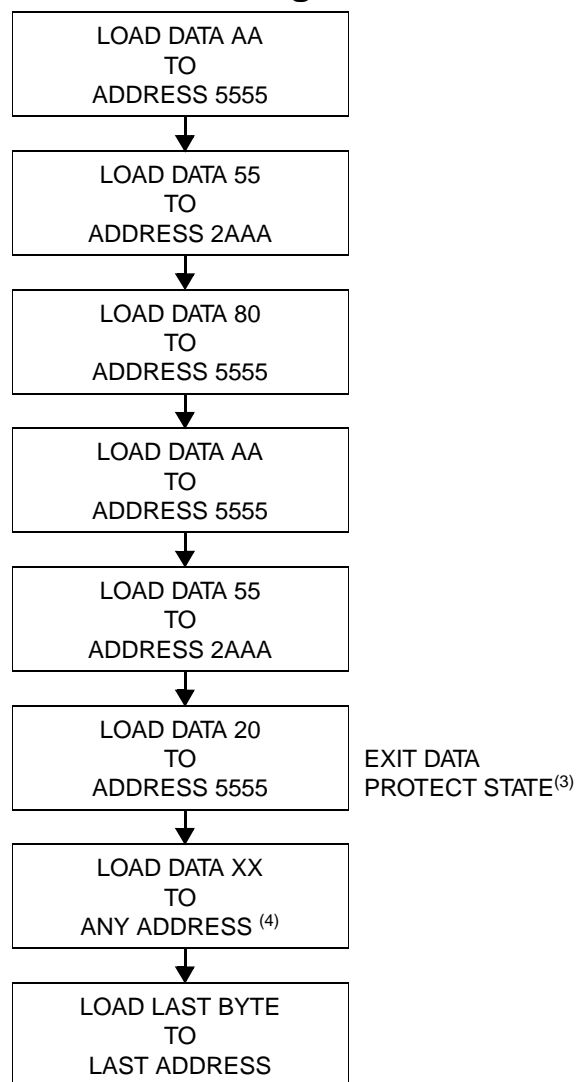 LOAD DATA AA
TO
ADDRESS 5555
LOAD DATA 55
TO
ADDRESS 2AAA
LOAD DATA 80
TO
ADDRESS 5555
LOAD DATA AA
TO
ADDRESS 5555
LOAD DATA 55
TO
ADDRESS 2AAA
LOAD DATA 20
TO
ADDRESS 5555
EXIT DATA
PROTECT STATE(3)
LOAD DATA XX
TO
ANY ADDRESS (4)
LOAD LAST BYTE
TO
LAST ADDRESS